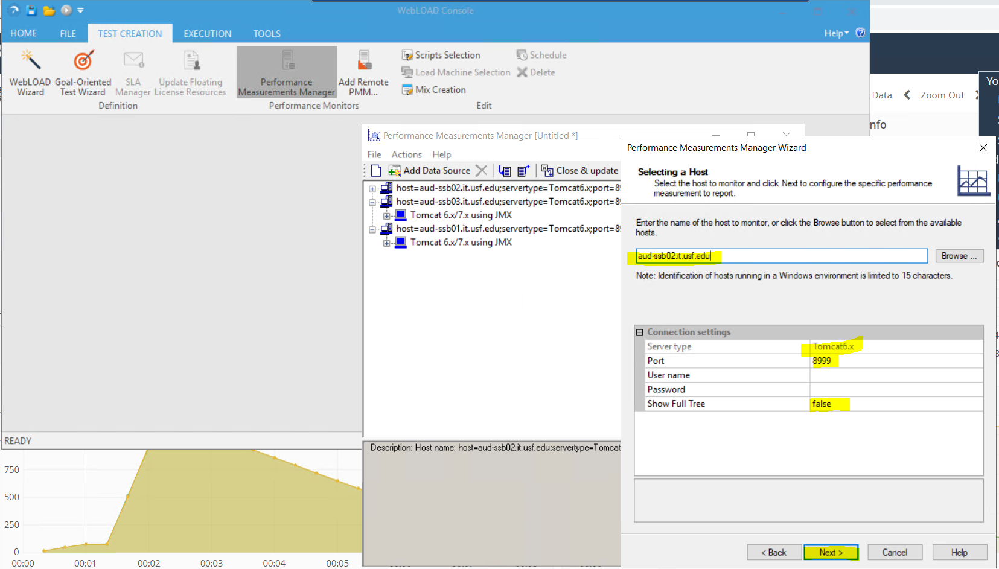 WebLOAD Console
HOME FILE TEST CREATION EXECUTION TOOLS Help
WebLOAD Wizard
Goal-Oriented Test Wizard
SLA Manager
Update Floating License Resources
Definition
Performance Measurements Manager
Add Remote PMM...
Performance Monitors
Scripts Selection
Load Machine Selection
Mix Creation
Schedule
Delete
Edit
Data Zoom Out
Yo
nfo
Performance Measurements Manager [Untitled *]
File Actions Help
Add Data Source Close & update
host=aud-ssb02.it.usf.edu;servertype=Tomcat6.x;port=89
host=aud-ssb03.it.usf.edu;servertype=Tomcat6.x;port=89
Tomcat 6.x/7.x using JMX
host=aud-ssb01.it.usf.edu;servertype=Tomcat6.x;port=89
Tomcat 6.x/7.x using JMX
Description: Host name: host=aud-ssb02.it.usf.edu;servertype=Tomcat
Performance Measurements Manager Wizard
Selecting a Host
Select the host to monitor and click Next to configure the specific performance
measurement to report.
Enter the name of the host to monitor, or click the Browse button to select from the available
hosts.
aud-ssb02.it.usf.edu Browse ...
Note: Identification of hosts running in a Windows environment is limited to 15 characters.
Connection settings
Server type Tomcat6.x
Port 8999
User name
Password
Show Full Tree false
< Back Next > Cancel Help
READY
750
500
250
0
00:00 00:01 00:02 00:03 00:04 00:05